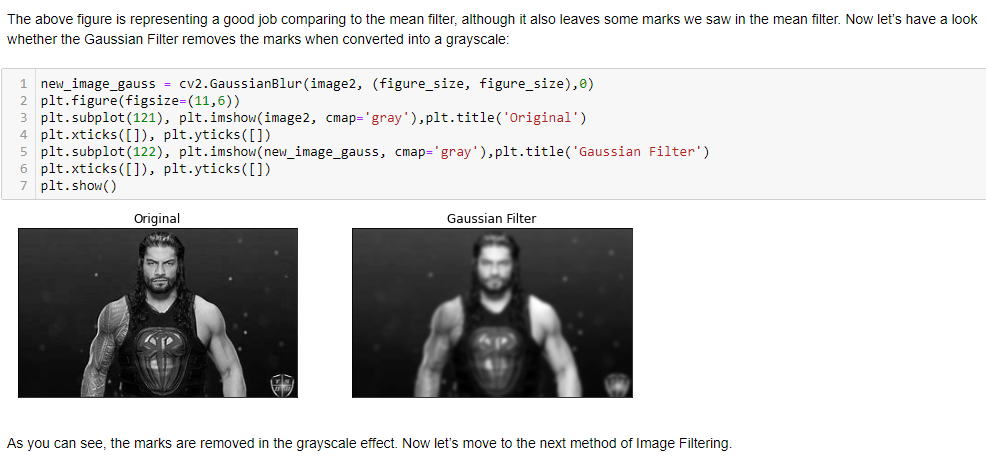 The above figure is representing a good job comparing to the mean filter, although it also leaves some marks we saw in the mean filter. Now let's have a look
whether the Gaussian Filter removes the marks when converted into a grayscale:
1 new_image_gauss = cv2.GaussianBlur(image2, (figure_size, figure_size),0)
2 plt.figure(figsize=(11,6))
3 plt.subplot(121), plt.imshow(image2, cmap='gray'),plt.title('Original')
4 plt.xticks([]), plt.yticks([])
5 plt.subplot(122), plt.imshow(new_image_gauss, cmap='gray'),plt.title('Gaussian Filter')
6 plt.xticks([]), plt.yticks([])
7 plt.show()
Original
Gaussian Filter
As you can see, the marks are removed in the grayscale effect. Now let's move to the next method of Image Filtering.